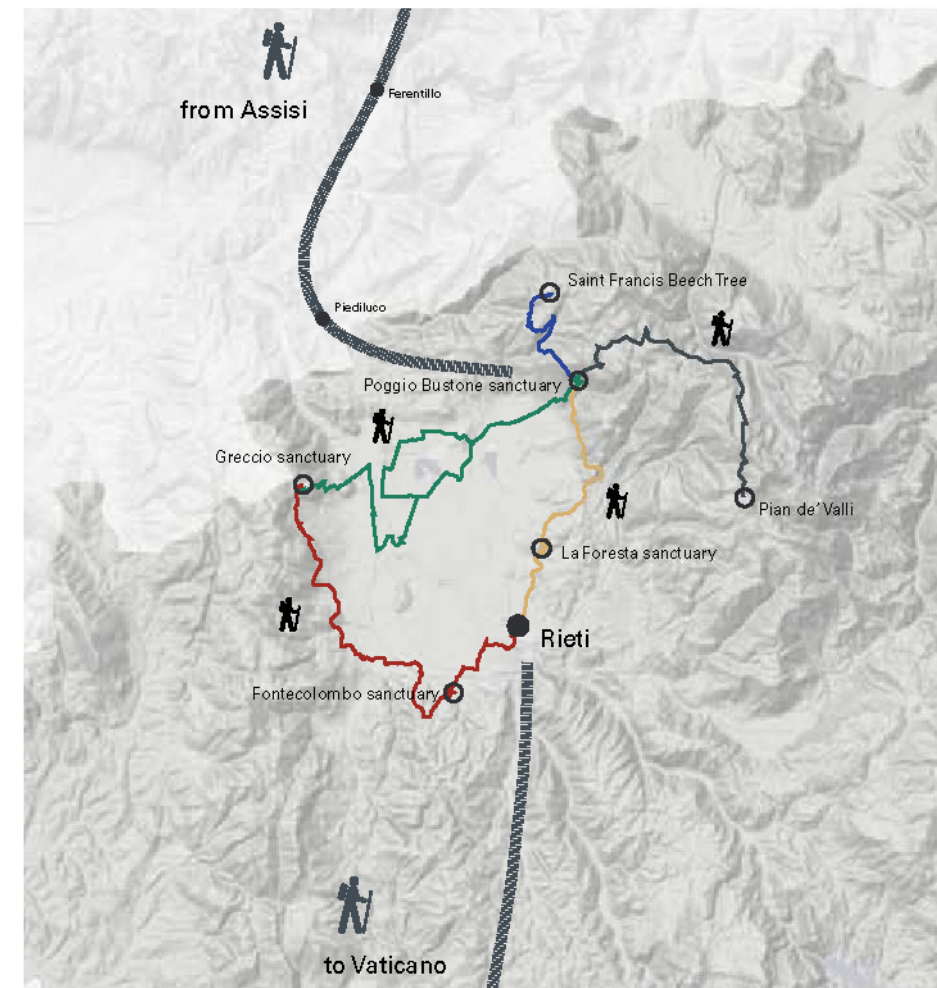 Ferentillo
from Assisi
Saint Francis Beech Tree
Piediluco
Poggio Bustone sanctuary
Greccio sanctuary
Pian de' Valli
La Foresta sanctuary
Rieti
Fontecolombo sanctuary
to Vaticano